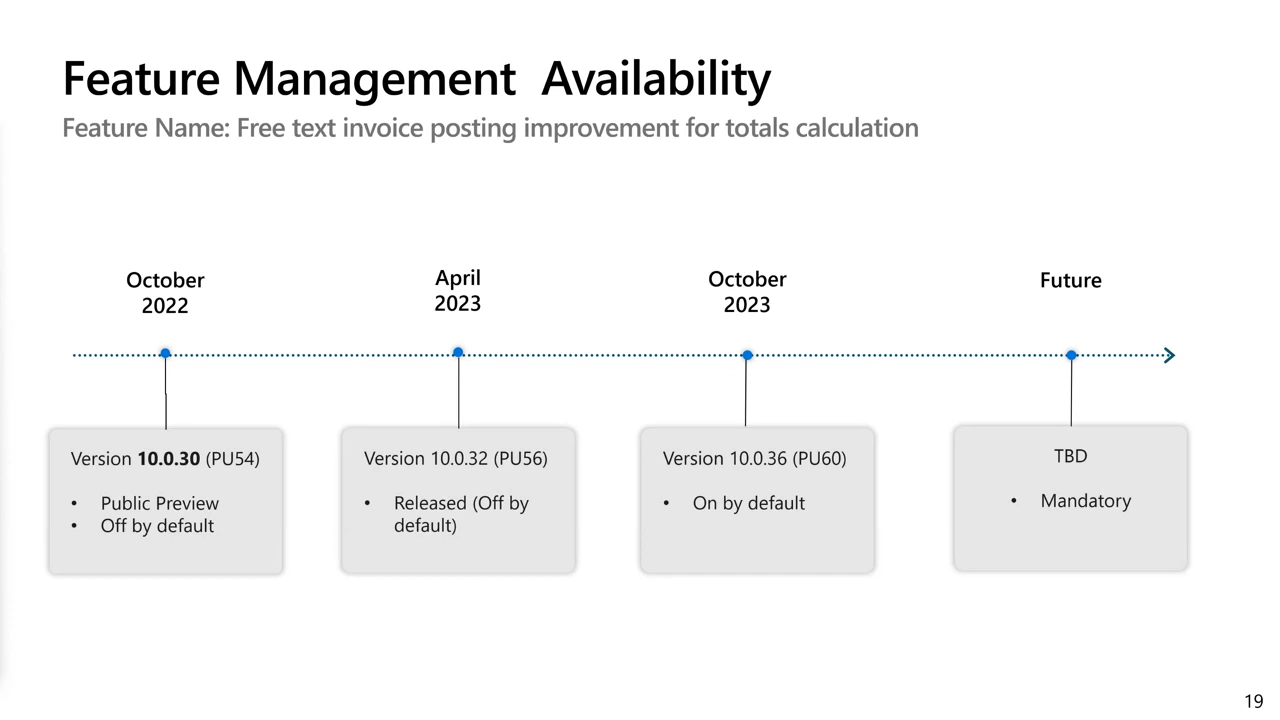 Feature Management  Availability
Feature Name: Free text invoice posting improvement for totals calculation
October
2022
April
2023
October
2023
Future
Version 10.0.30 (PU54)
• Public Preview
• Off by default
Version 10.0.32 (PU56)
• Released (Off by
default)
Version 10.0.36 (PU60)
• On by default
TBD
• Mandatory
19